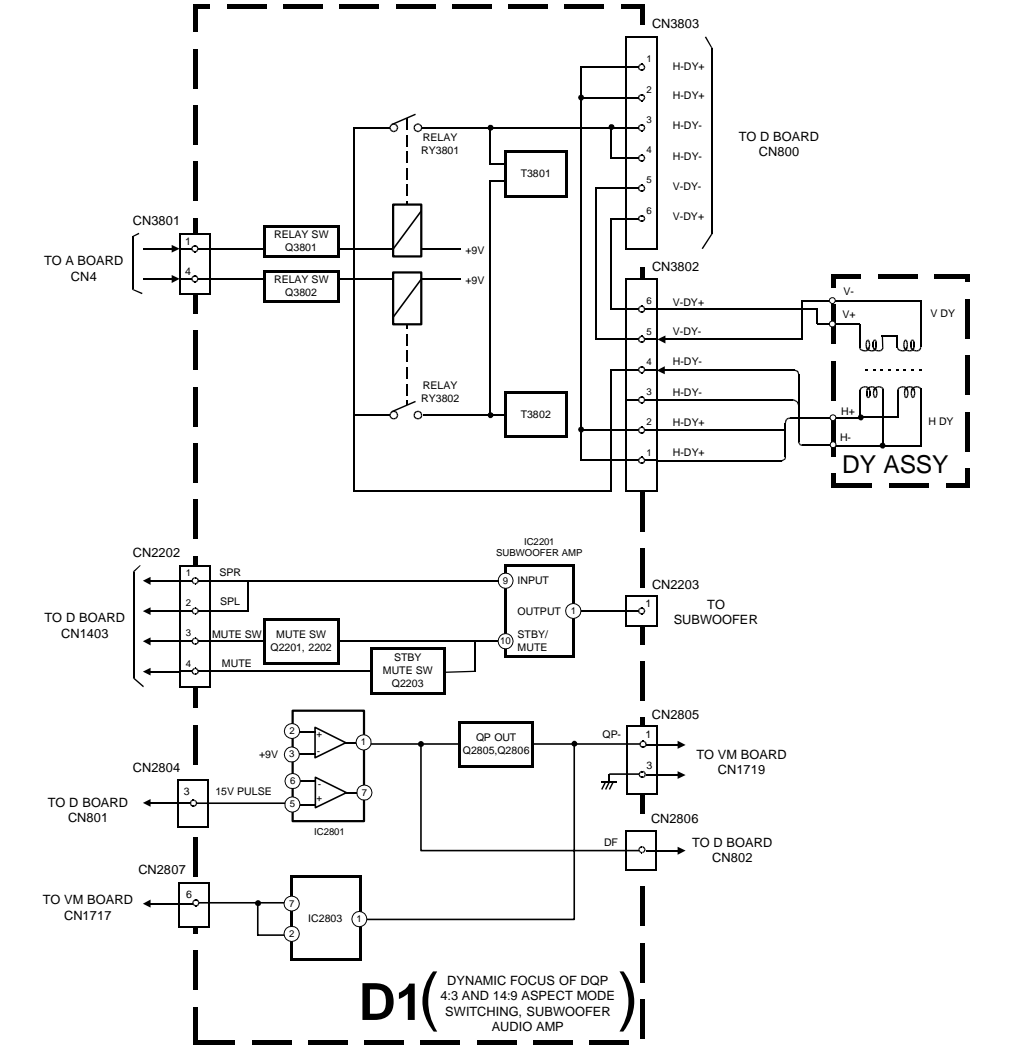 CN3803
1 H-DY+
2 H-DY+
3 H-DY-
4 H-DY-
5 V-DY-
6 V-DY+
TO D BOARD
CN800
RELAY
RY3801
T3801
CN3801
1
4
TO A BOARD
CN4
RELAY SW
Q3801
RELAY SW
Q3802
+9V
+9V
RELAY
RY3802
T3802
CN3802
6 V-DY+
5 V-DY-
4 H-DY-
3 H-DY-
2 H-DY+
1 H-DY+
V-
V+
V DY
H+
H-
H DY
DY ASSY
CN2202
1 SPR
2 SPL
3 MUTE SW
4 MUTE
TO D BOARD
CN1403
MUTE SW
Q2201, 2202
STBY
MUTE SW
Q2203
IC2201
SUBWOOFER AMP
9 INPUT
OUTPUT 1
10 STBY/
MUTE
CN2203
1
TO
SUBWOOFER
2 +
1
+9V 3 -
6 -
7
5 +
IC2801
QP OUT
Q2805,Q2806
QP-
CN2805
1
3
TO VM BOARD
CN1719
CN2804
3
15V PULSE
TO D BOARD
CN801
CN2806
DF
TO D BOARD
CN802
CN2807
6
TO VM BOARD
CN1717
7
IC2803 1
2
D1
(DYNAMIC FOCUS OF DQP
4:3 AND 14:9 ASPECT MODE
SWITCHING, SUBWOOFER
AUDIO AMP)